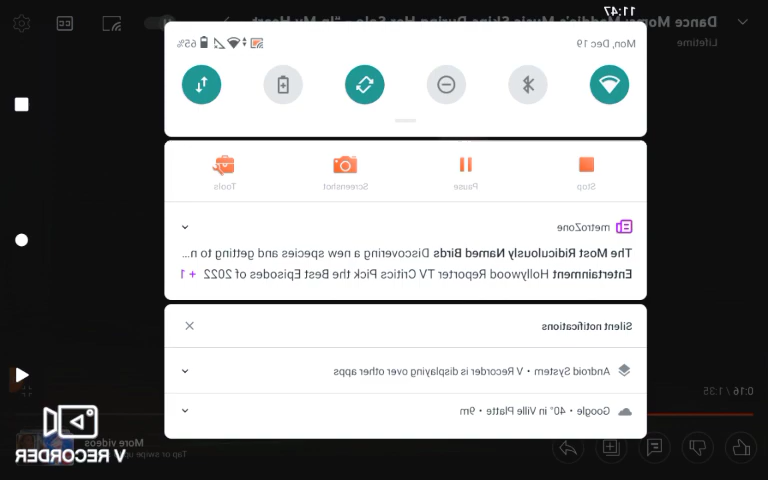 11:47
Dance Moms: Maddie's Music Skips During Her Solo - "In My Heart
Lifetime
Mon, Dec 19
65%
Stop
Pause
Screenshot
Tools
metroZone
The Most Ridiculously Named Birds Discovering a new species and getting to n...
Entertainment Hollywood Reporter TV Critics Pick the Best Episodes of 2022 + 1
Silent notifications
Android System • V Recorder is displaying over other apps
Google • 40° in Ville Platte • 9m
0:16 / 1:35
More videos
Tap or swipe up
V RECORDER